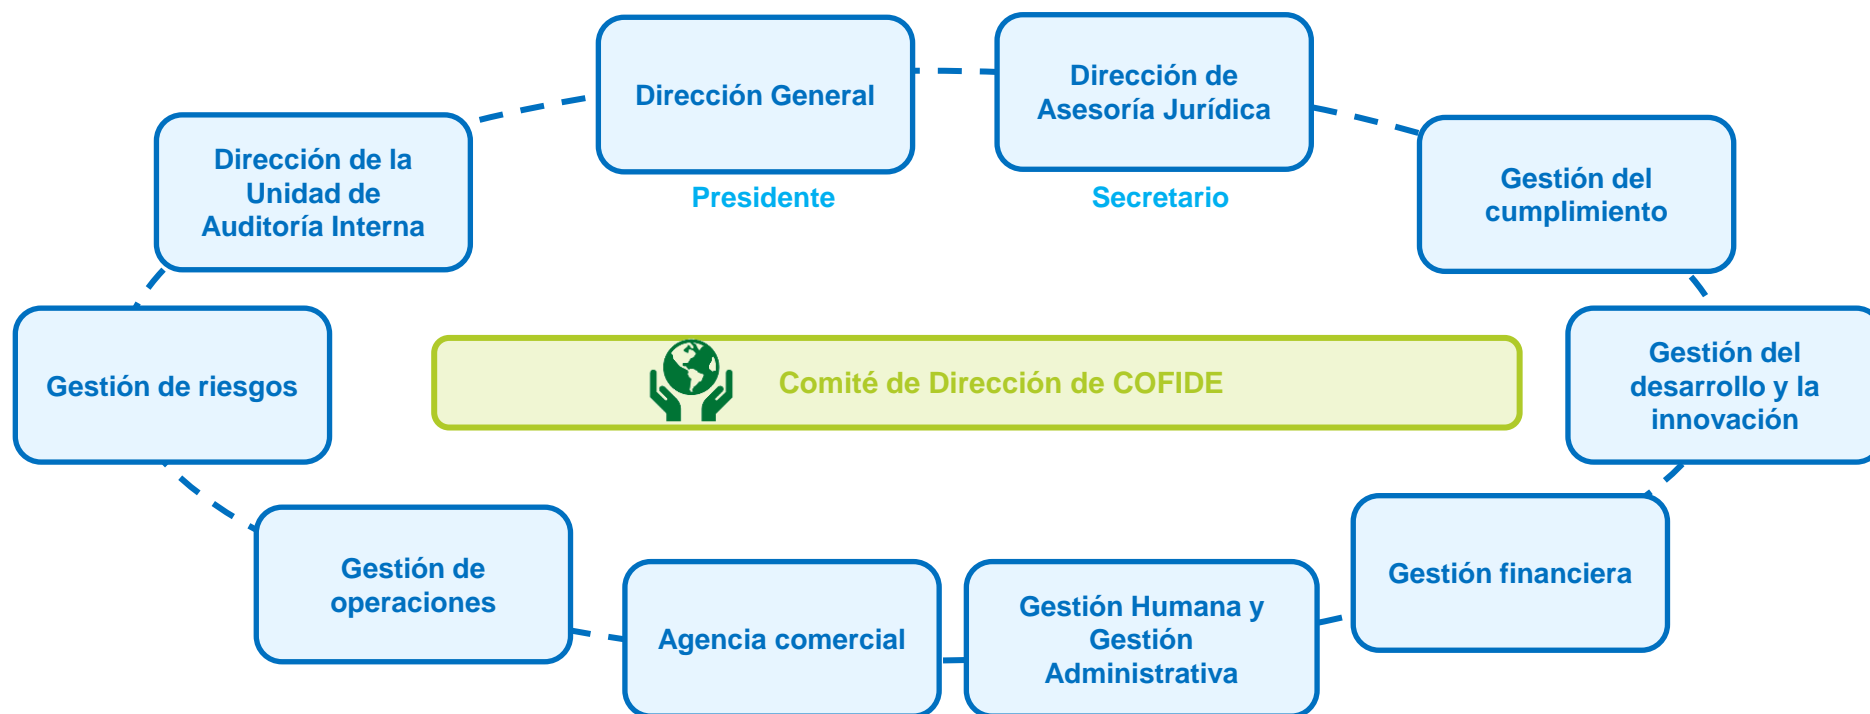 Dirección General
Presidente
Dirección de
Asesoría Jurídica
Secretario
Dirección de la
Unidad de
Auditoría Interna
Gestión del
cumplimiento
Gestión de riesgos
Comité de Dirección de COFIDE
Gestión del
desarrollo y la
innovación
Gestión de
operaciones
Agencia comercial
Gestión Humana y
Gestión
Administrativa
Gestión financiera